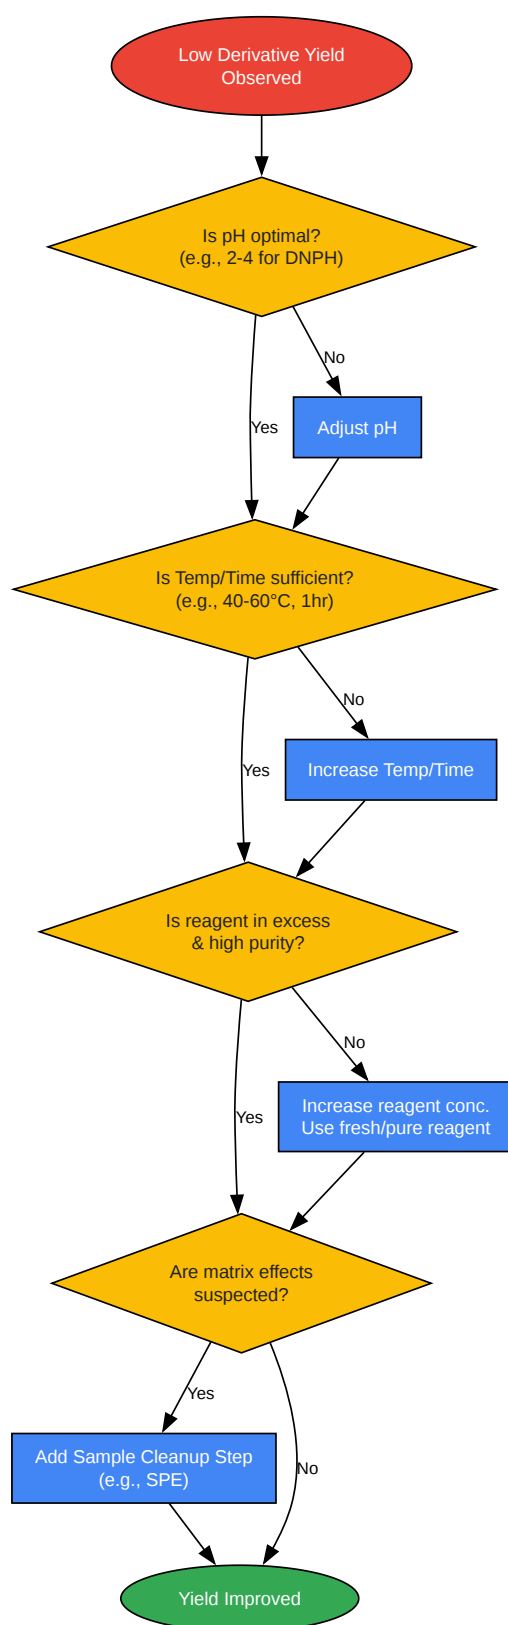 Low Derivative Yield
Observed
Is pH optimal?
(e.g., 2-4 for DNPH)
No
Yes
Adjust pH
Is Temp/Time sufficient?
(e.g., 40-60°C, 1hr)
No
Yes
Increase Temp/Time
Is reagent in excess
& high purity?
No
Yes
Increase reagent conc.
Use fresh/pure reagent
Are matrix effects
suspected?
Yes
Add Sample Cleanup Step
(e.g., SPE)
No
Yield Improved